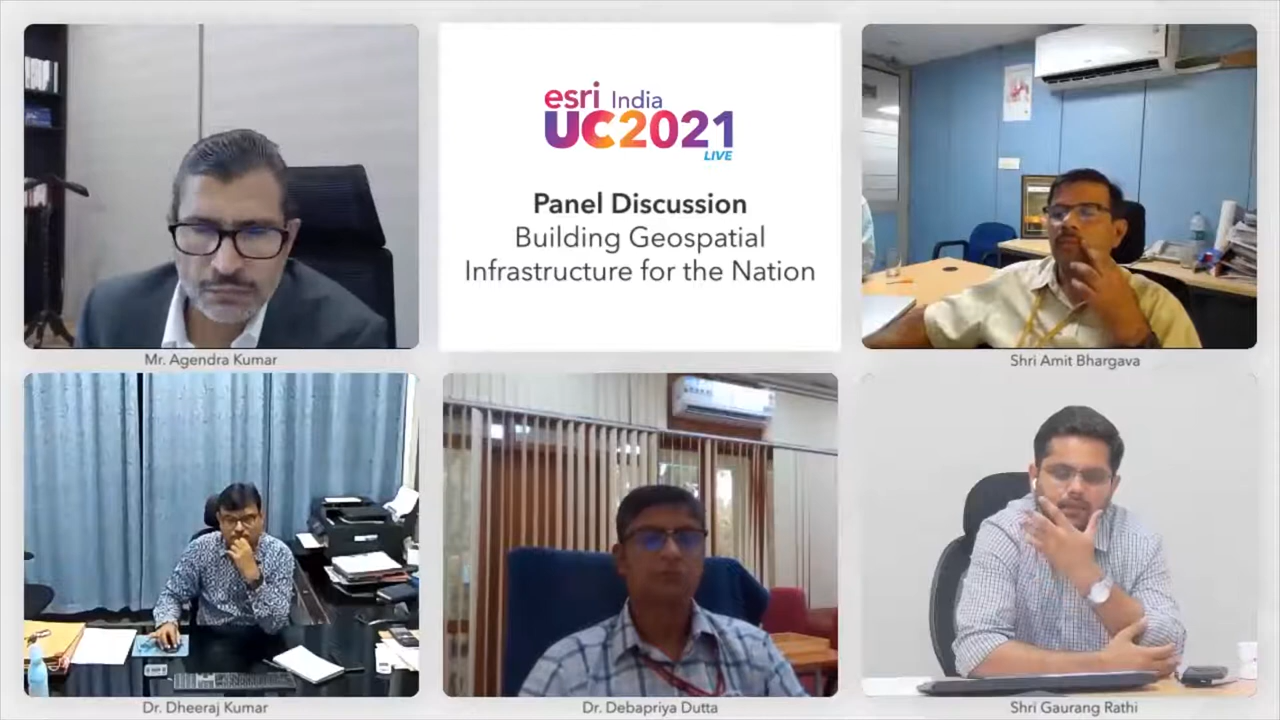 esri India
UC2021
LIVE
Panel Discussion
Building Geospatial
Infrastructure for the Nation
Mr. Agendra Kumar
Shri Amit Bhargava
Dr. Dheeraj Kumar
Dr. Debapriya Dutta
Shri Gaurang Rathi